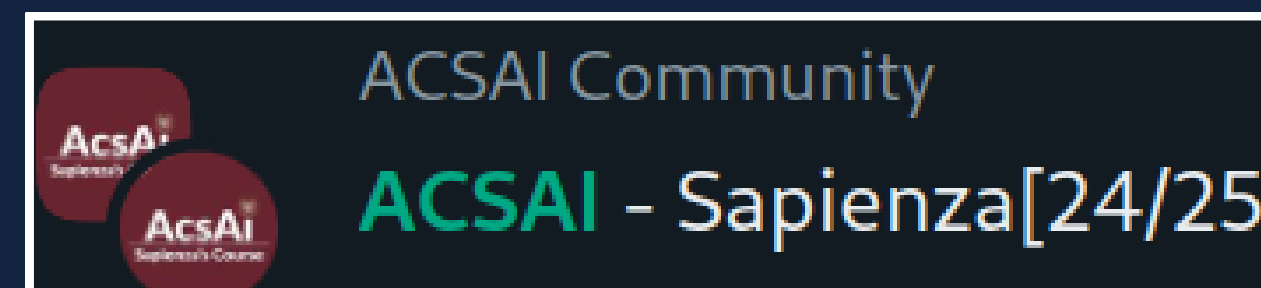 ACSAI Community
ACSAI - Sapienza[24/25
AcsAi
AcsAi
Sapienza's Course